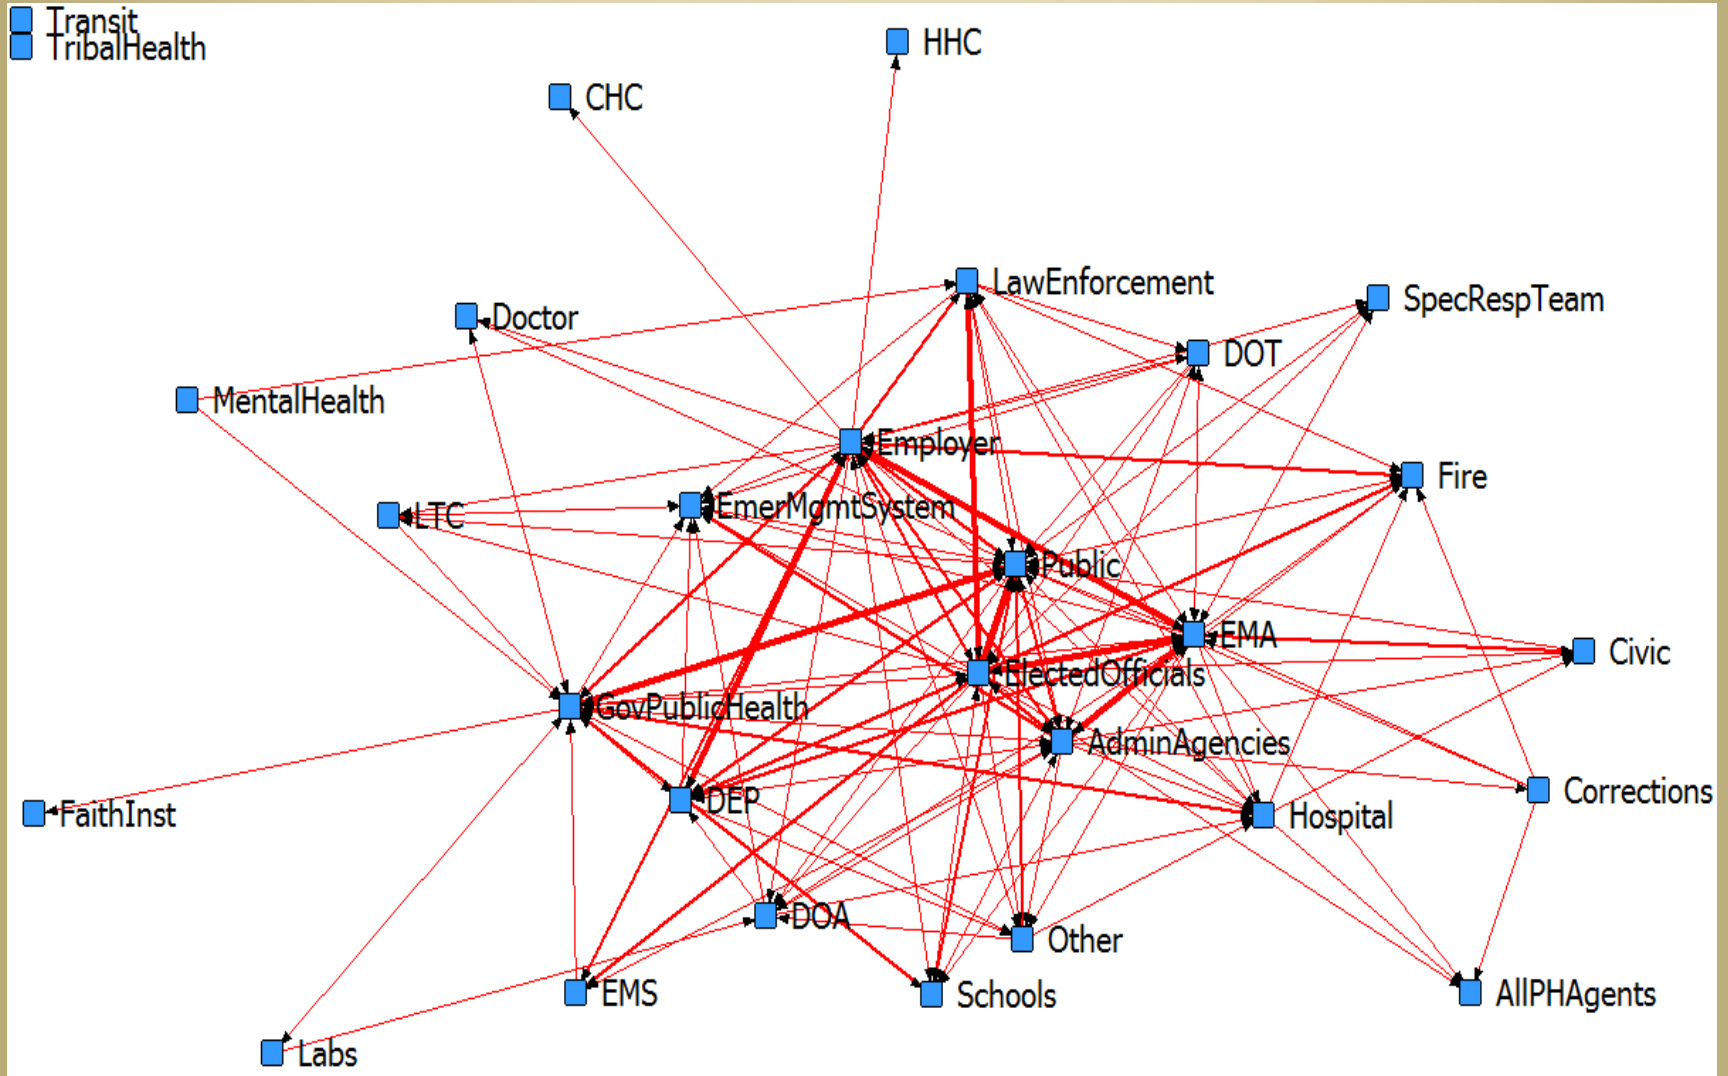 Transit
TribalHealth
HHC
CHC
LawEnforcement
SpecRespTeam
Doctor
DOT
MentalHealth
Employer
Fire
EmerMgmtSystem
LTC
Public
EMA
Civic
ElectedOfficials
GovPublicHealth
AdminAgencies
Corrections
DEP
FaithInst
Hospital
DOA
Other
EMS
Schools
AllPHAgents
Labs